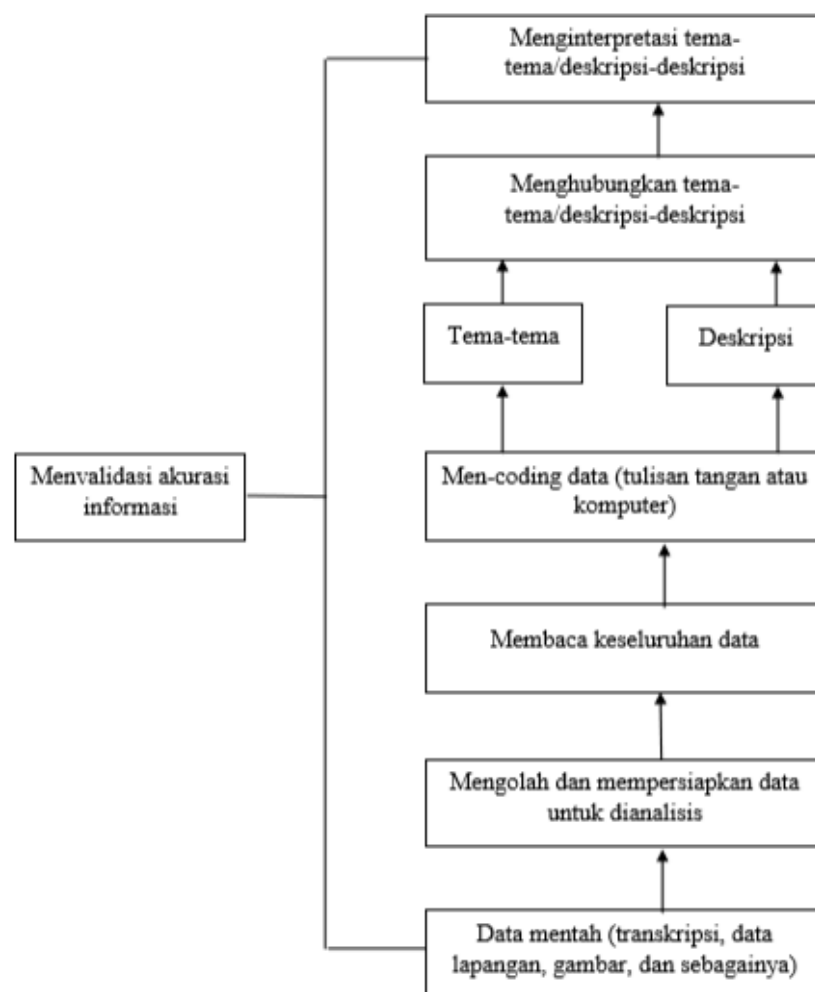 Menginterpretasi tema-
tema/deskripsi-deskripsi
Menghubungkan tema-
tema/deskripsi-deskripsi
Tema-tema
Deskripsi
Menvalidasi akurasi
informasi
Men-coding data (tulisan tangan atau
komputer)
Membaca keseluruhan data
Mengolah dan mempersiapkan data
untuk dianalisis
Data mentah (transkripsi, data
lapangan, gambar, dan sebagainya)